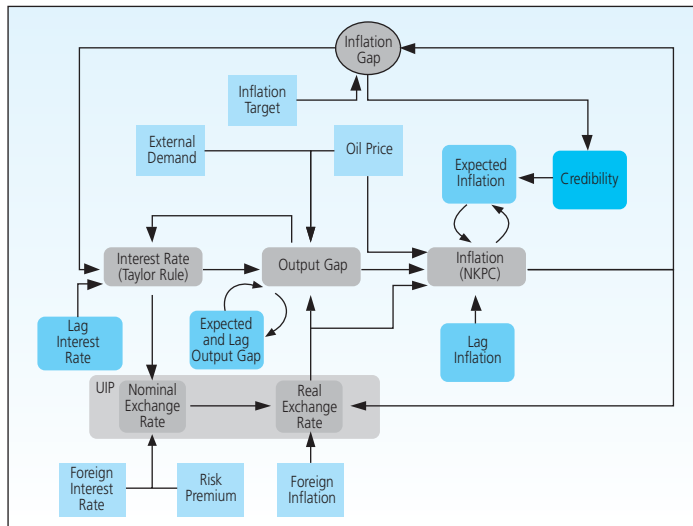 Inflation
Gap
Inflation
Target
External
Demand
Oil Price
Expected
Inflation
Credibility
Interest Rate
(Taylor Rule)
Output Gap
Inflation
(NKPC)
Lag
Interest
Rate
Expected
and Lag
Output Gap
Lag
Inflation
UIP
Nominal
Exchange
Rate
Real
Exchange
Rate
Foreign
Interest
Rate
Risk
Premium
Foreign
Inflation